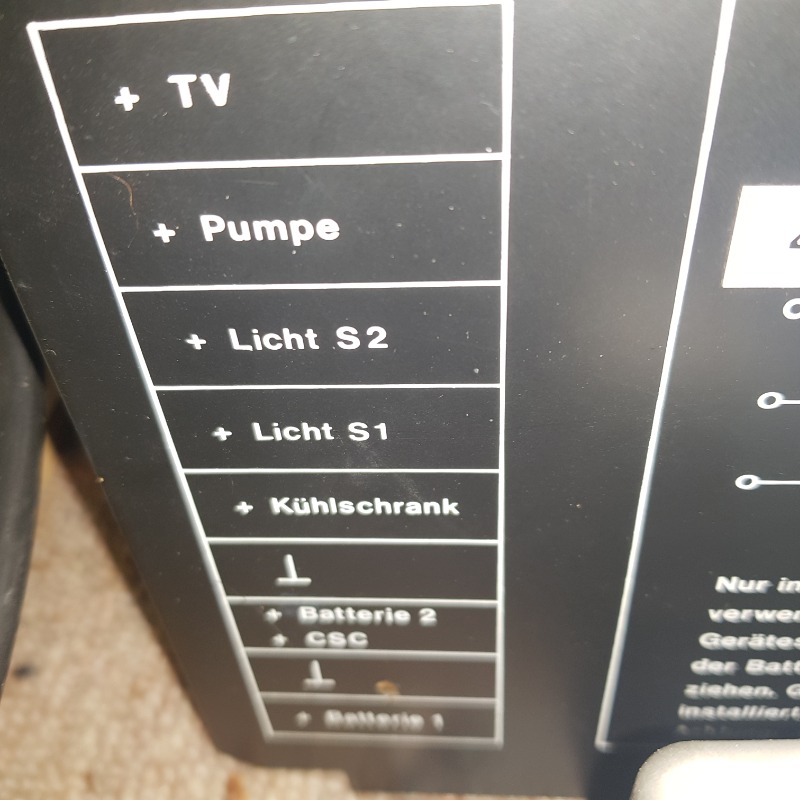 + TV
+ Pumpe
+ Licht S2
+ Licht S1
+ Kühlschrank
+ Batterie 2
+ CSC
+ Batterie 1
Nur
Gerätes
der
ziehen.